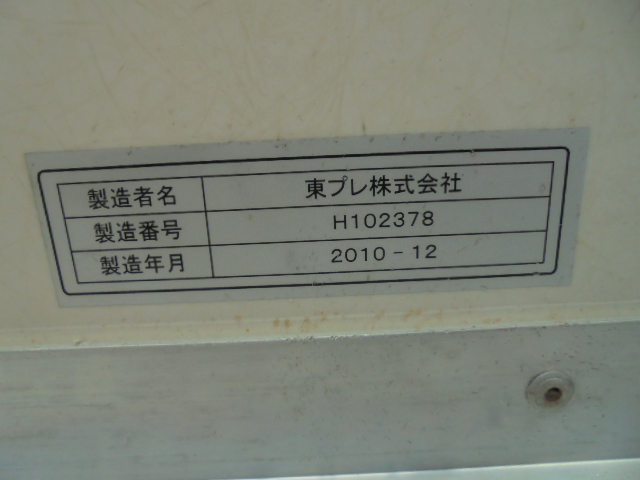 製造者名 東プレ株式会社
製造番号 H102378
製造年月 2010-12